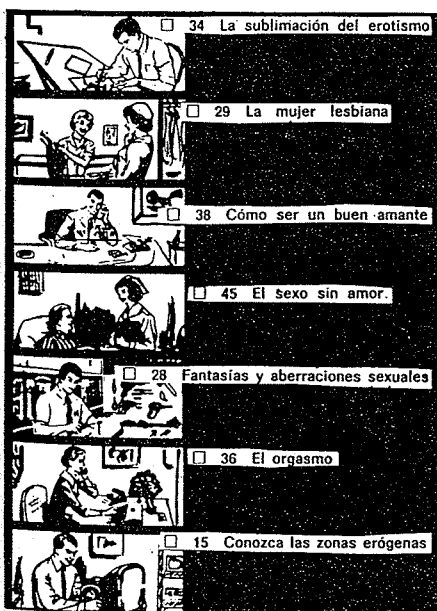 ☐ 34 La sublimación del erotismo
☐ 29 La mujer lesbiana
☐ 38 Cómo ser un buen amante
☐ 45 El sexo sin amor.
☐ 28 Fantasías y aberraciones sexuales
☐ 36 El orgasmo
☐ 15 Conozca las zonas erógenas